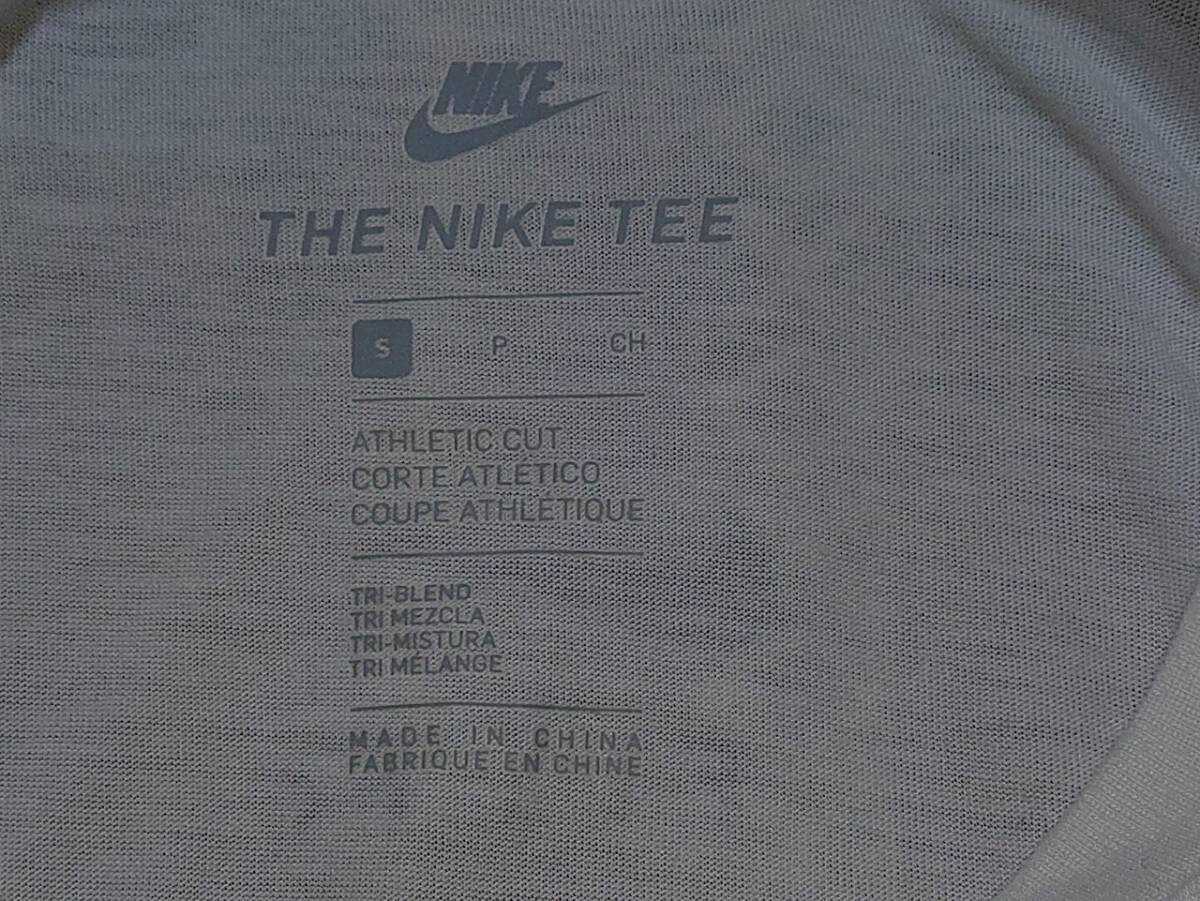 NIKE
THE NIKE TEE
S P CH
ATHLETIC CUT
CORTE ATLÉTICO
COUPE ATHLÉTIQUE
TRI-BLEND
TRI MEZCLA
TRI-MISTURA
TRI MÉLANGE
MADE IN CHINA
FABRIQUE EN CHINE